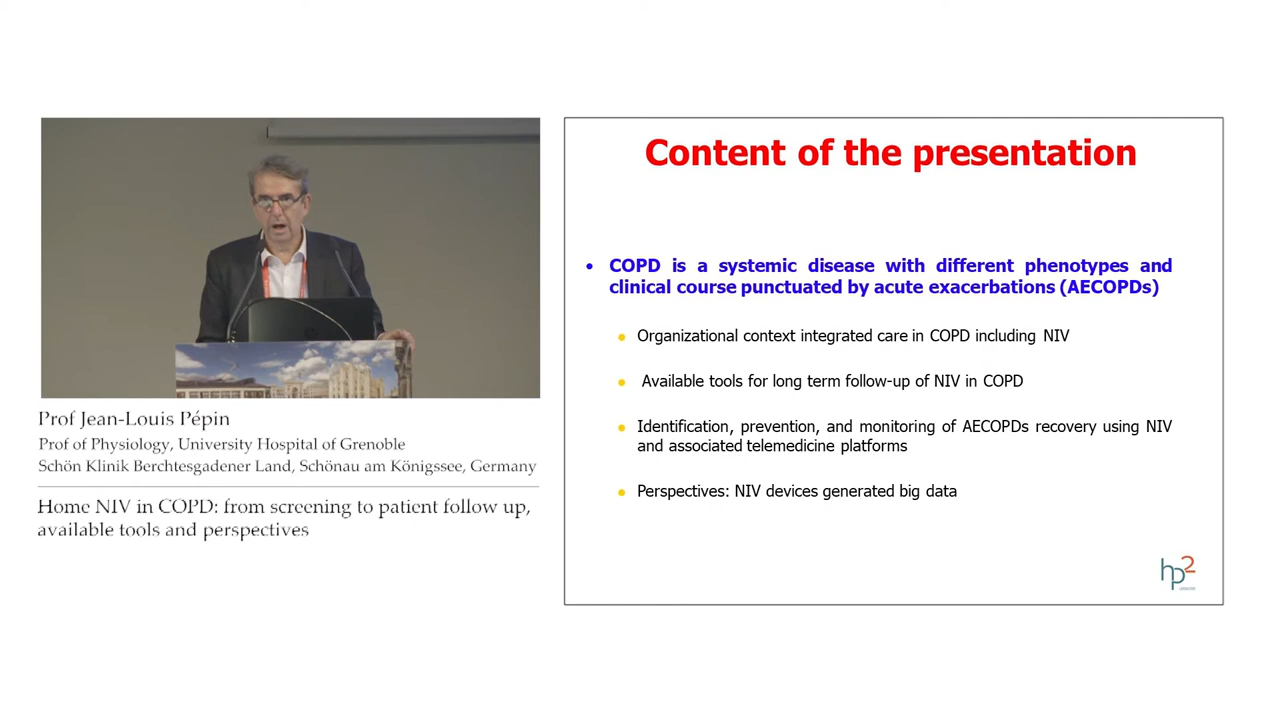 Prof Jean-Louis Pépin
Prof of Physiology, University Hospital of Grenoble
Schön Klinik Berchtesgadener Land, Schönau am Königssee, Germany
Home NIV in COPD: from screening to patient follow up,
available tools and perspectives
Content of the presentation
• COPD is a systemic disease with different phenotypes and
clinical course punctuated by acute exacerbations (AECOPDs)
• Organizational context integrated care in COPD including NIV
• Available tools for long term follow-up of NIV in COPD
• Identification, prevention, and monitoring of AECOPDs recovery using NIV
and associated telemedicine platforms
• Perspectives: NIV devices generated big data
hp2